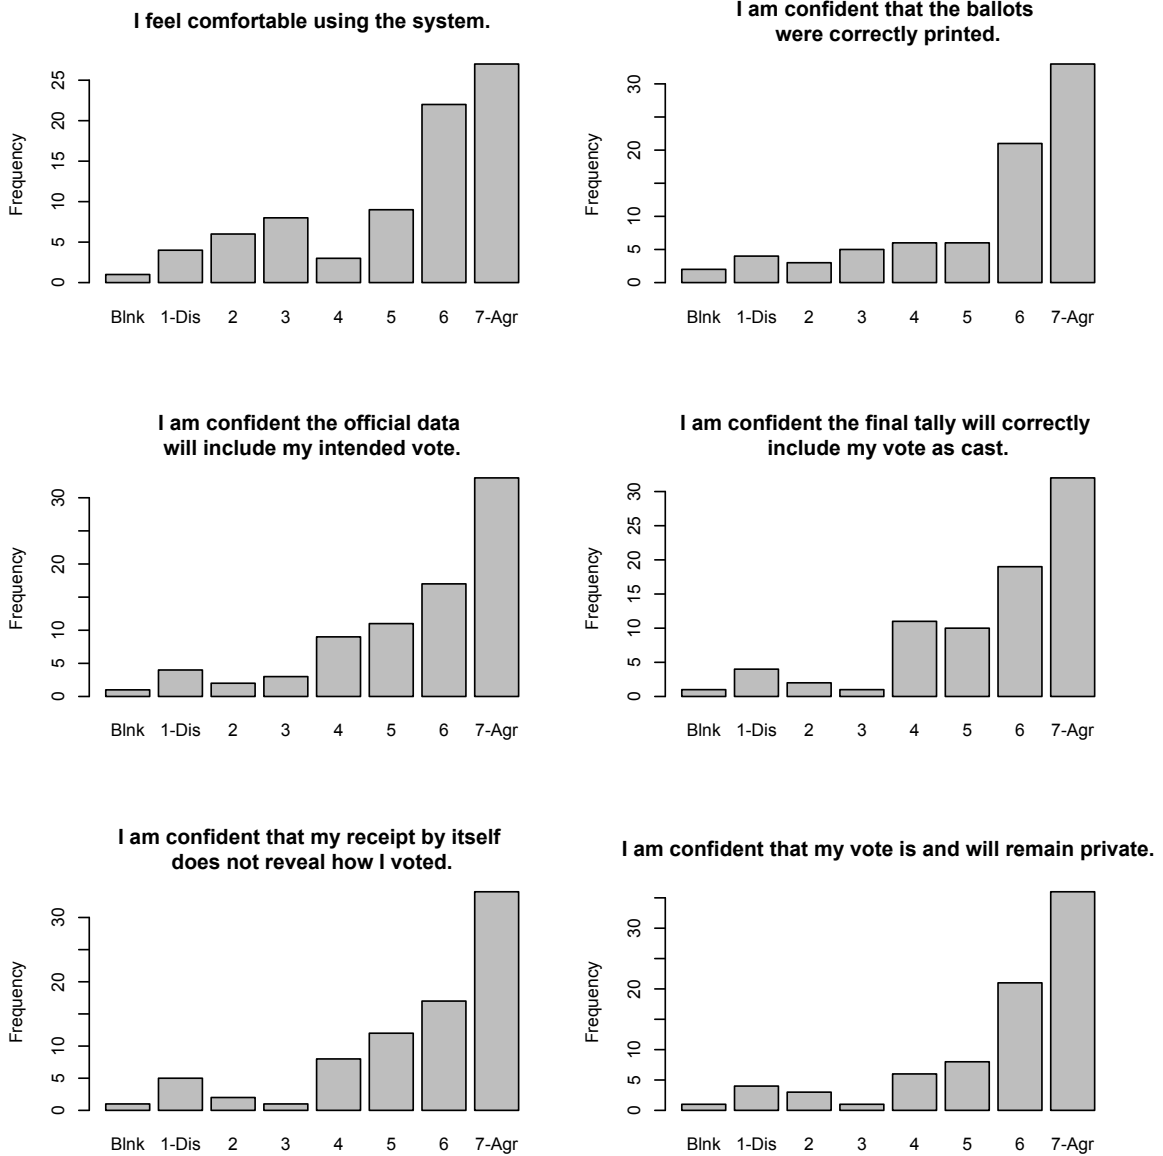 I feel comfortable using the system.
Frequency
0 5 10 15 20 25
Blnk 1-Dis 2 3 4 5 6 7-Agr
I am confident that the ballots
were correctly printed.
Frequency
0 5 10 20 30
Blnk 1-Dis 2 3 4 5 6 7-Agr
I am confident the official data
will include my intended vote.
Frequency
0 5 10 20 30
Blnk 1-Dis 2 3 4 5 6 7-Agr
I am confident the final tally will correctly
include my vote as cast.
Frequency
0 5 10 15 20 25 30
Blnk 1-Dis 2 3 4 5 6 7-Agr
I am confident that my receipt by itself
does not reveal how I voted.
Frequency
0 5 10 20 30
Blnk 1-Dis 2 3 4 5 6 7-Agr
I am confident that my vote is and will remain private.
Frequency
0 5 10 20 30
Blnk 1-Dis 2 3 4 5 6 7-Agr